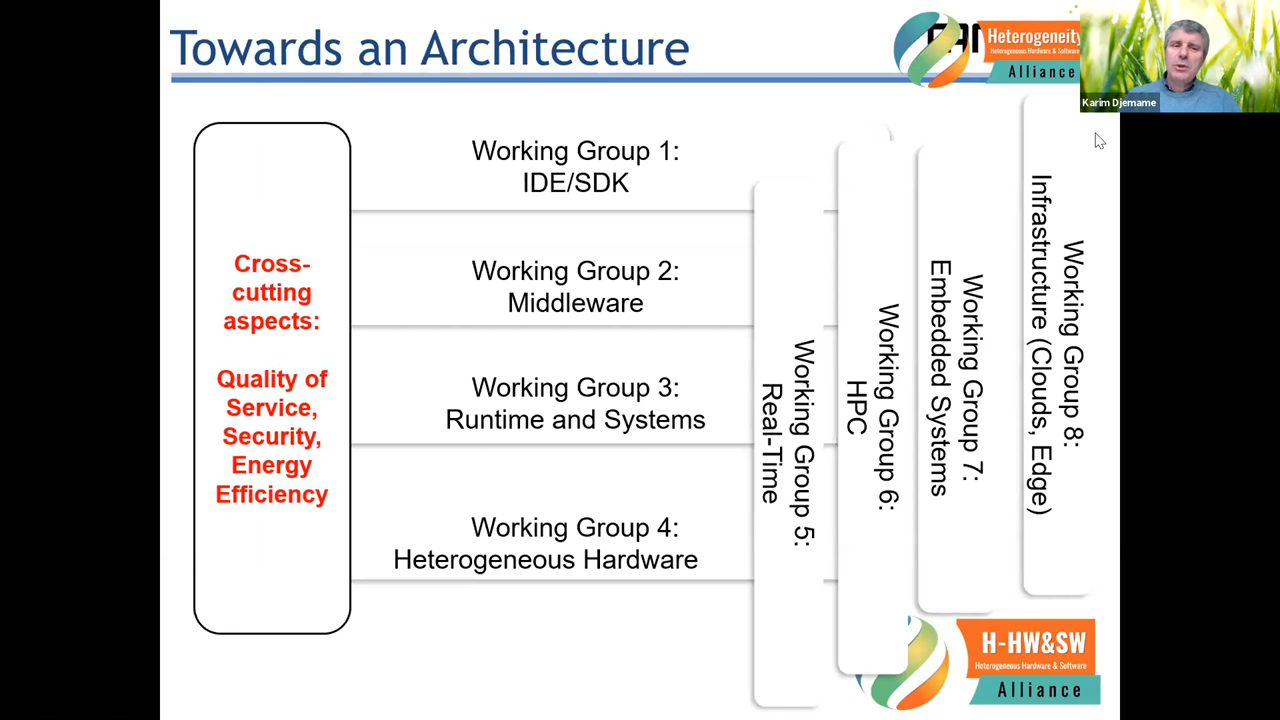 Towards an Architecture
Heterogeneity
Heterogeneous Hardware & Software
Alliance
Karim Djemame
Cross-
cutting
aspects:
Quality of
Service,
Security,
Energy
Efficiency
Working Group 1:
IDE/SDK
Working Group 2:
Middleware
Working Group 3:
Runtime and Systems
Working Group 4:
Heterogeneous Hardware
Working Group 5:
Real-Time
Working Group 6:
HPC
Working Group 7:
Embedded Systems
Working Group 8:
Infrastructure (Clouds, Edge)
H-HW&SW
Heterogeneous Hardware & Software
Alliance